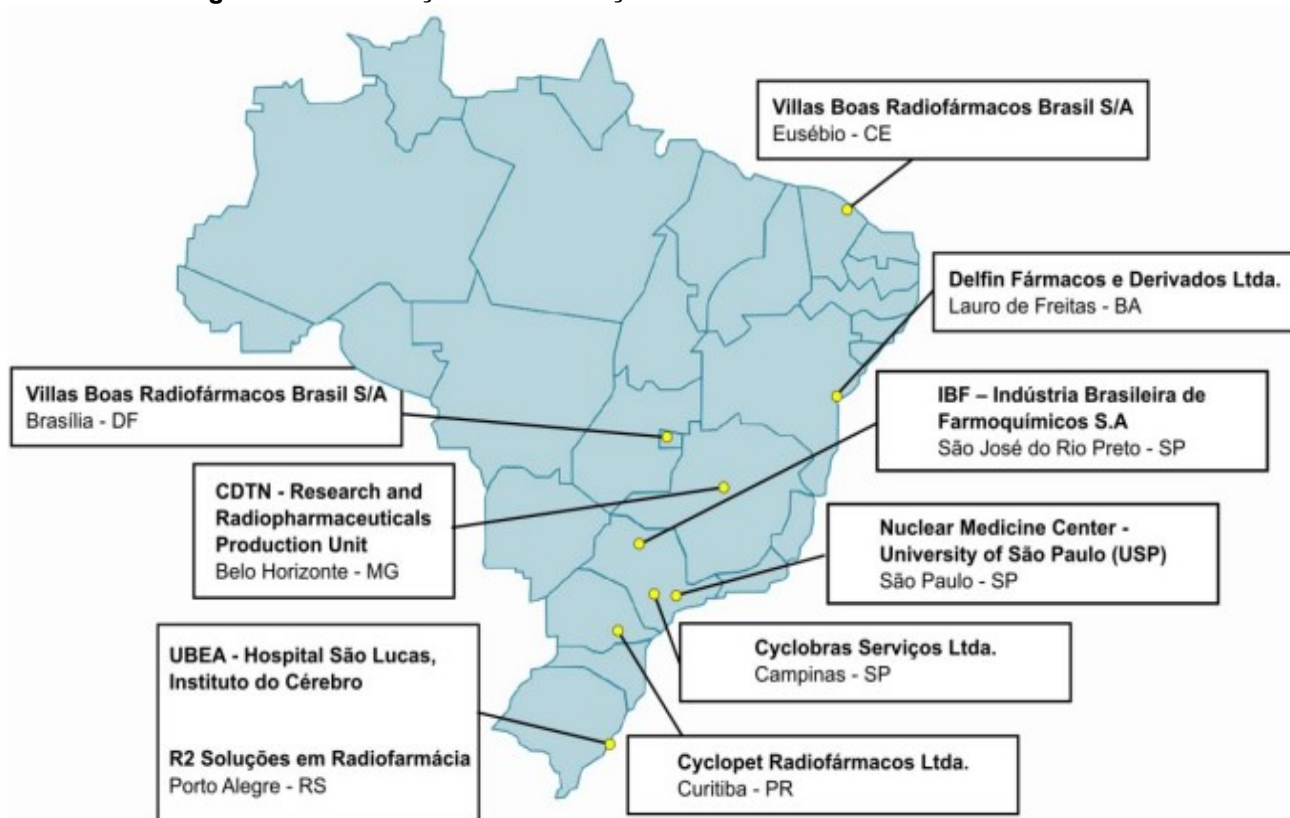 Villas Boas Radiofármacos Brasil S/A
Eusébio - CE
Delfin Fármacos e Derivados Ltda.
Lauro de Freitas - BA
Villas Boas Radiofármacos Brasil S/A
Brasília - DF
IBF – Indústria Brasileira de
Farmoquímicos S.A
São José do Rio Preto - SP
CDTN - Research and
Radiopharmaceuticals
Production Unit
Belo Horizonte - MG
Nuclear Medicine Center -
University of São Paulo (USP)
São Paulo - SP
UBEA - Hospital São Lucas,
Instituto do Cérebro
R2 Soluções em Radiofarmácia
Porto Alegre - RS
Cyclobras Serviços Ltda.
Campinas - SP
Cyclopet Radiofármacos Ltda.
Curitiba - PR